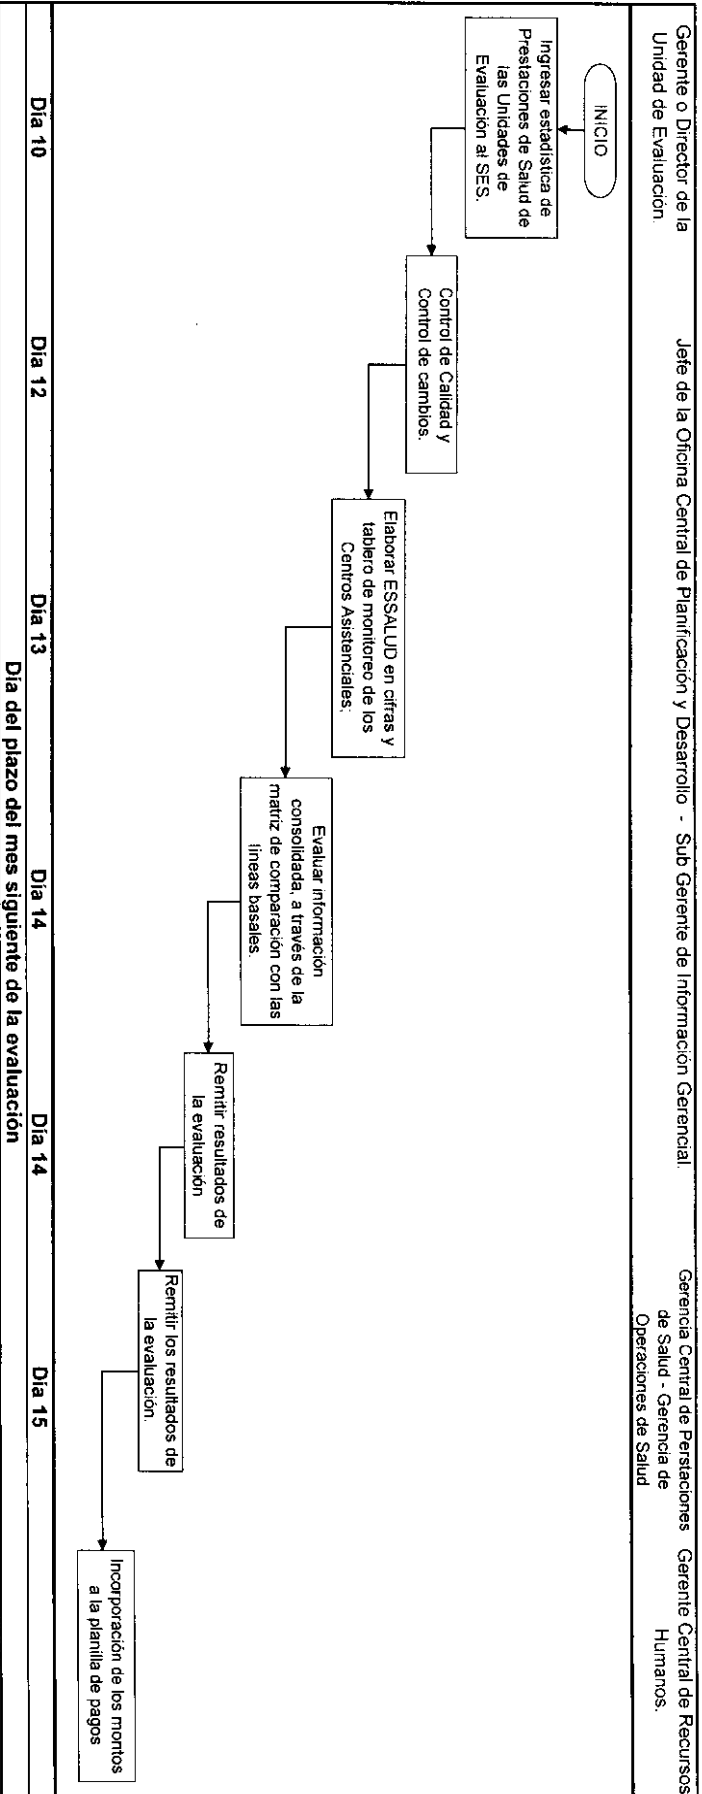 Gerente o Director de la
Unidad de Evaluación.
Jefe de la Oficina Central de Planificación y Desarrollo - Sub Gerente de Información Gerencial.
Gerencia Central de Perstaciones
de Salud - Gerencia de
Operaciones de Salud
Gerente Central de Recursos
Humanos.
INICIO
Ingresar estadística de
Prestaciones de Salud de
las Unidades de
Evaluación al SES.
Control de Calidad y
Control de cambios.
Elaborar ESSALUD en cifras y
tablero de monitoreo de los
Centros Asistenciales;
Evaluar información
consolidada, a través de la
matriz de comparación con las
líneas basales.
Remitir resultados de
la evaluación
Remitir los resultados de
la evaluación.
Incorporación de los montos
a la planilla de pagos
Día 10
Día 12
Día 13
Día 14
Día 14
Día 15
Día del plazo del mes siguiente de la evaluación